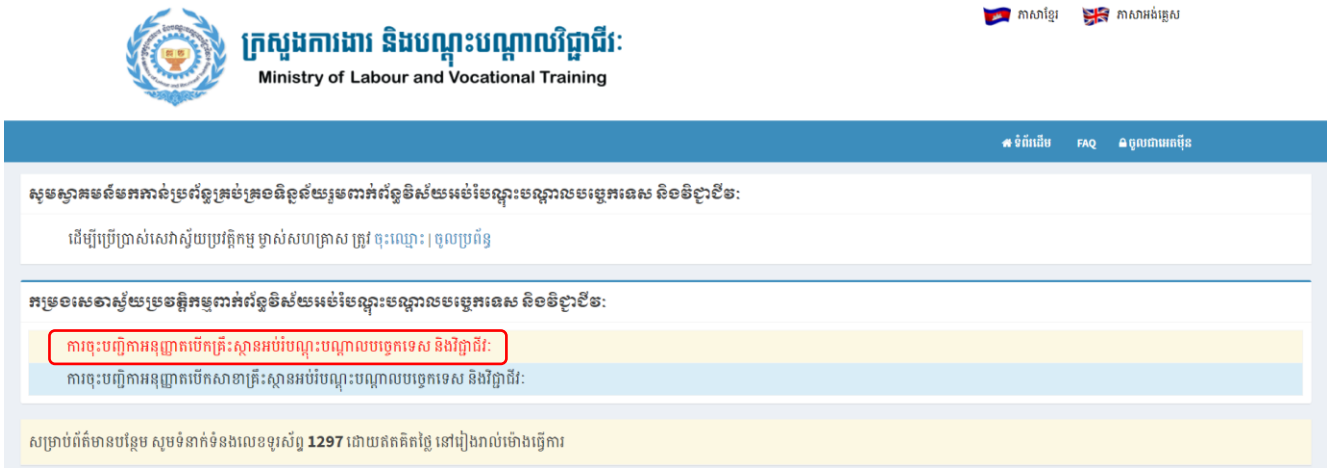 ភាសាខ្មែរ ភាសាអង់គ្លេស
ក្រសួងការងារ និងបណ្តុះបណ្តាលវិជ្ជាជីវៈ
Ministry of Labour and Vocational Training
ទំព័រដើម FAQ ចូលជាអេតមីុន
សូមស្វាគមន៍មកកាន់ប្រព័ន្ធគ្រប់គ្រងទិន្នន័យរួមពាក់ព័ន្ធវិស័យអប់រំបណ្តុះបណ្តាលបច្ចេកទេស និងវិជ្ជាជីវៈ
ដើម្បីប្រើប្រាស់សេវាស្វ័យប្រវត្តិកម្ម ម្ចាស់សហគ្រាស ត្រូវ ចុះឈ្មោះ | ចូលប្រព័ន្ធ
កម្រងសេវាស្វ័យប្រវត្តិកម្មពាក់ព័ន្ធវិស័យអប់រំបណ្តុះបណ្តាលបច្ចេកទេស និងវិជ្ជាជីវៈ
ការចុះបញ្ជិកាអនុញ្ញាតបើកគ្រឹះស្ថានអប់រំបណ្តុះបណ្តាលបច្ចេកទេស និងវិជ្ជាជីវៈ
ការចុះបញ្ជិកាអនុញ្ញាតបើកសាខាគ្រឹះស្ថានអប់រំបណ្តុះបណ្តាលបច្ចេកទេស និងវិជ្ជាជីវៈ
សម្រាប់ព័ត៌មានបន្ថែម សូមទំនាក់ទំនងលេខទូរស័ព្ទ 1297 ដោយឥតគិតថ្លៃ នៅរៀងរាល់ម៉ោងធ្វើការ